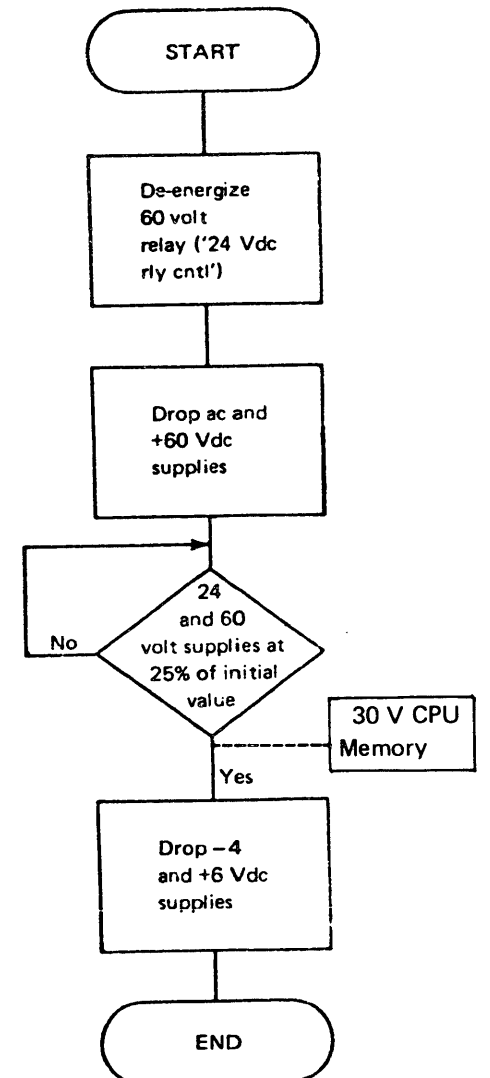 START
De-energize
60 volt
relay ('24 Vdc
rly cntl')
Drop ac and
+60 Vdc
supplies
24
and 60
volt supplies at
25% of initial
value
No
30 V CPU
Memory
Yes
Drop −4
and +6 Vdc
supplies
END